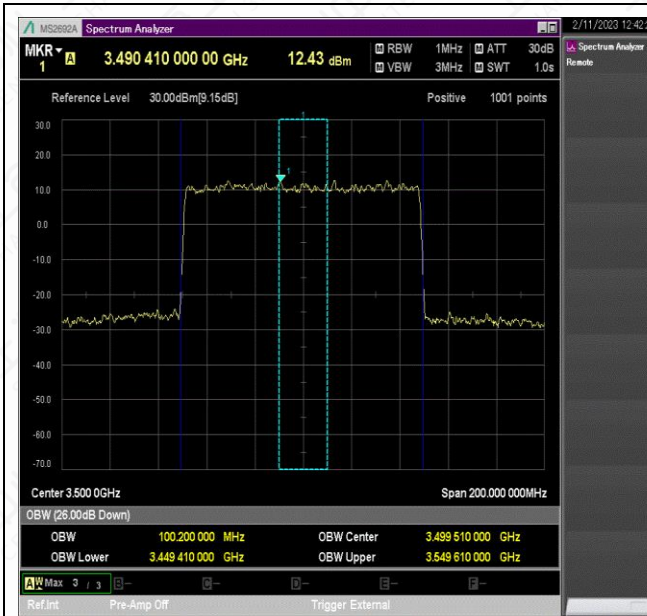 MS2692A Spectrum Analyzer
2/11/2023 12:42:
MKR 1 A 3.490 410 000 00 GHz 12.43 dBm
M RBW 1MHz M ATT 30dB
M VBW 3MHz M SWT 1.0s
Spectrum Analyzer
Remote
Reference Level 30.00dBm[9.15dB] Positive 1001 points
30.0
20.0
10.0
0.0
-10.0
-20.0
-30.0
-40.0
-50.0
-60.0
-70.0
1
Center 3.500 0GHz Span 200.000 000MHz
OBW (26.00dB Down)
OBW 100.200 000 MHz OBW Center 3.499 510 000 GHz
OBW Lower 3.449 410 000 GHz OBW Upper 3.549 610 000 GHz
A W Max 3 / 3 B- C- D- E- F-
Ref.Int Pre-Amp Off Trigger External